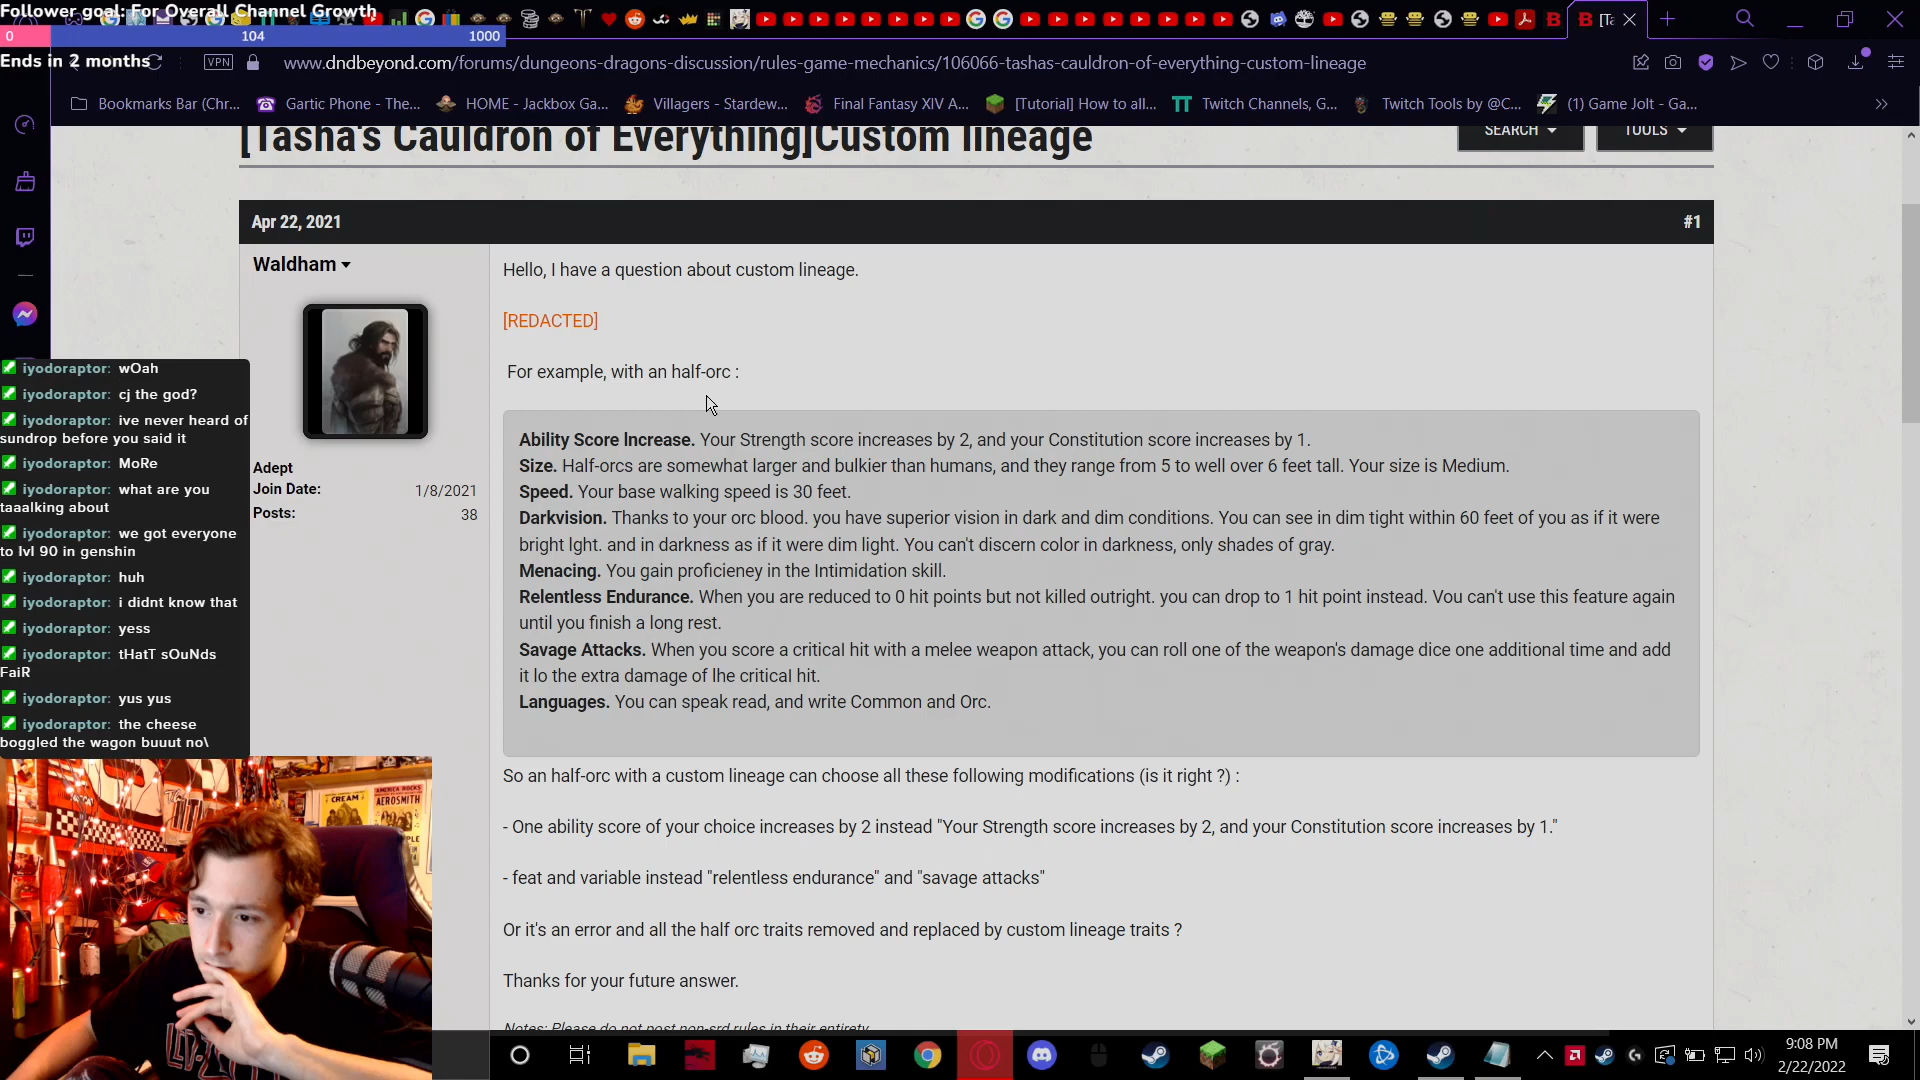 Follower goal: For Overall Channel Growth
0 104 1000
Ends in 2 months
[Ta
VPN
www.dndbeyond.com/forums/dungeons-dragons-discussion/rules-game-mechanics/106066-tashas-cauldron-of-everything-custom-lineage
Bookmarks Bar (Chr... Gartic Phone - The... HOME - Jackbox Ga... Villagers - Stardew... Final Fantasy XIV A... [Tutorial] How to all... Twitch Channels, G... Twitch Tools by @C... (1) Game Jolt - Ga...
[Tasha's Cauldron of Everything]Custom lineage
SEARCH TOOLS
Apr 22, 2021 #1
Waldham
Adept
Join Date: 1/8/2021
Posts: 38
Hello, I have a question about custom lineage.
[REDACTED]
For example, with an half-orc :
Ability Score Increase. Your Strength score increases by 2, and your Constitution score increases by 1.
Size. Half-orcs are somewhat larger and bulkier than humans, and they range from 5 to well over 6 feet tall. Your size is Medium.
Speed. Your base walking speed is 30 feet.
Darkvision. Thanks to your orc blood. you have superior vision in dark and dim conditions. You can see in dim tight within 60 feet of you as if it were
bright lght. and in darkness as if it were dim light. You can't discern color in darkness, only shades of gray.
Menacing. You gain proficieney in the Intimidation skill.
Relentless Endurance. When you are reduced to 0 hit points but not killed outright. you can drop to 1 hit point instead. Vou can't use this feature again
until you finish a long rest.
Savage Attacks. When you score a critical hit with a melee weapon attack, you can roll one of the weapon's damage dice one additional time and add
it lo the extra damage of lhe critical hit.
Languages. You can speak read, and write Common and Orc.
So an half-orc with a custom lineage can choose all these following modifications (is it right ?) :
- One ability score of your choice increases by 2 instead "Your Strength score increases by 2, and your Constitution score increases by 1."
- feat and variable instead "relentless endurance" and "savage attacks"
Or it's an error and all the half orc traits removed and replaced by custom lineage traits ?
Thanks for your future answer.
Notes: Please do not post non-srd rules in their entirety
iyodoraptor: wOah
iyodoraptor: cj the god?
iyodoraptor: ive never heard of
sundrop before you said it
iyodoraptor: MoRe
iyodoraptor: what are you
taaalking about
iyodoraptor: we got everyone
to lvl 90 in genshin
iyodoraptor: huh
iyodoraptor: i didnt know that
iyodoraptor: yess
iyodoraptor: tHatT sOuNds
FaiR
iyodoraptor: yus yus
iyodoraptor: the cheese
boggled the wagon buuut no\
CREAM
AMERICA ROCKS
AEROSMITH
9:08 PM
2/22/2022